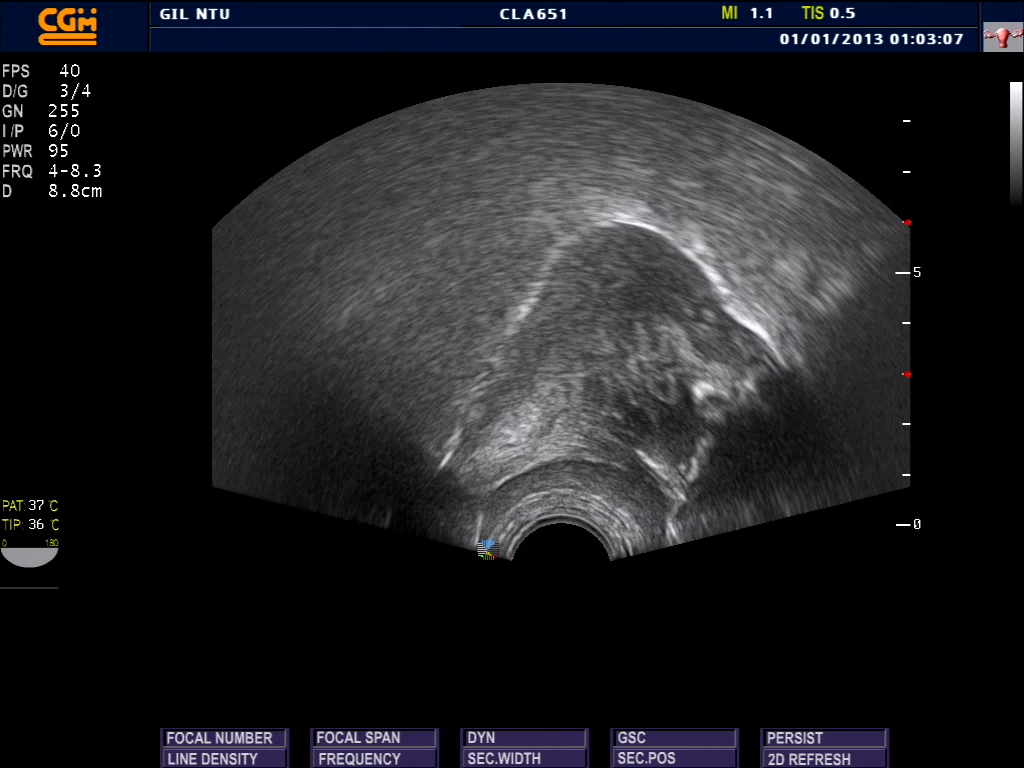 CGM
GIL NTU
CLA651
MI 1.1 TIS 0.5
01/01/2013 01:03:07
FPS 40
D/G 3/4
GN 255
I/P 6/0
PWR 95
FRQ 4-8.3
D 8.8cm
5
PAT: 37 °C
TIP: 36 °C
0 180
0
FOCAL NUMBER FOCAL SPAN DYN GSC PERSIST
LINE DENSITY FREQUENCY SEC.WIDTH SEC.POS 2D REFRESH